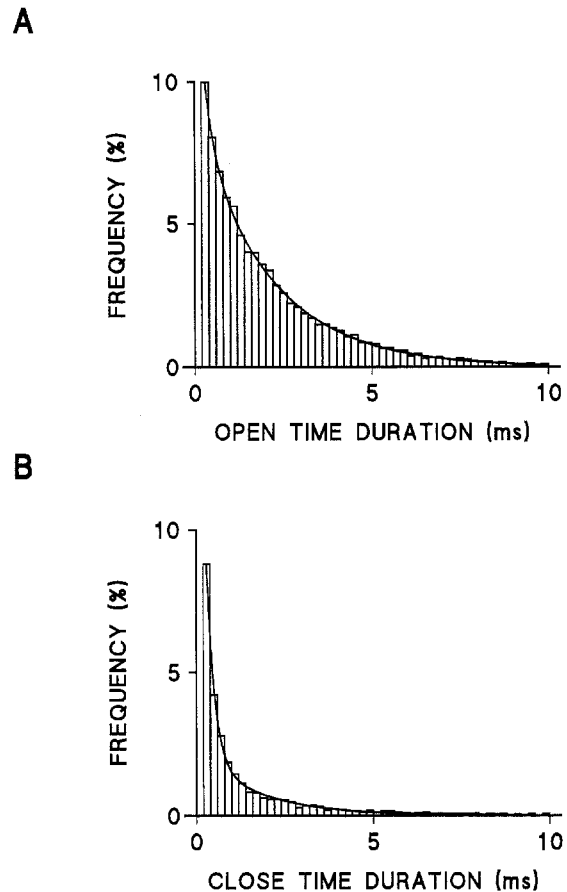 A
10
5
0
FREQUENCY (%)
0 5 10
OPEN TIME DURATION (ms)
B
10
5
0
FREQUENCY (%)
0 5 10
CLOSE TIME DURATION (ms)